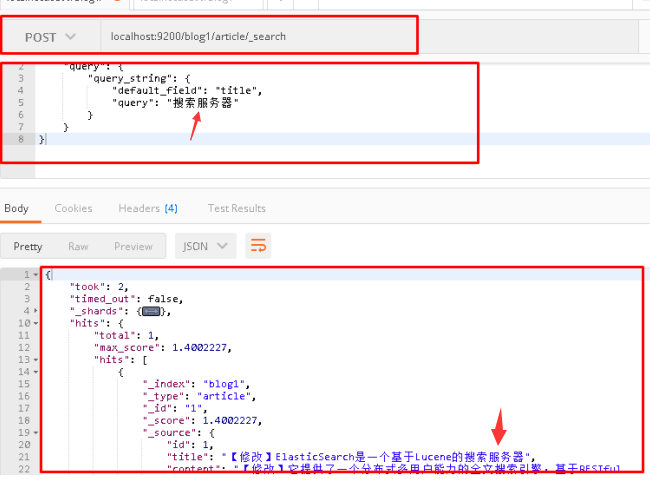 POST
localhost:9200/blog1/article/_search
2 "query": {
3 "query_string": {
4 "default_field": "title",
5 "query": "搜索服务器"
6 }
7 }
8 }
Body Cookies Headers (4) Test Results
Pretty Raw Preview JSON
1 {
2 "took": 2,
3 "timed_out": false,
4 "_shards": {},
10 "hits": {
11 "total": 1,
12 "max_score": 1.4002227,
13 "hits": [
14 {
15 "_index": "blog1",
16 "_type": "article",
17 "_id": "1",
18 "_score": 1.4002227,
19 "_source": {
20 "id": 1,
21 "title": "【修改】ElasticSearch是一个基于Lucene的搜索服务器",
22 "content": "【修改】它提供了一个分布式多用户能力的全文搜索引擎，基于RESTful